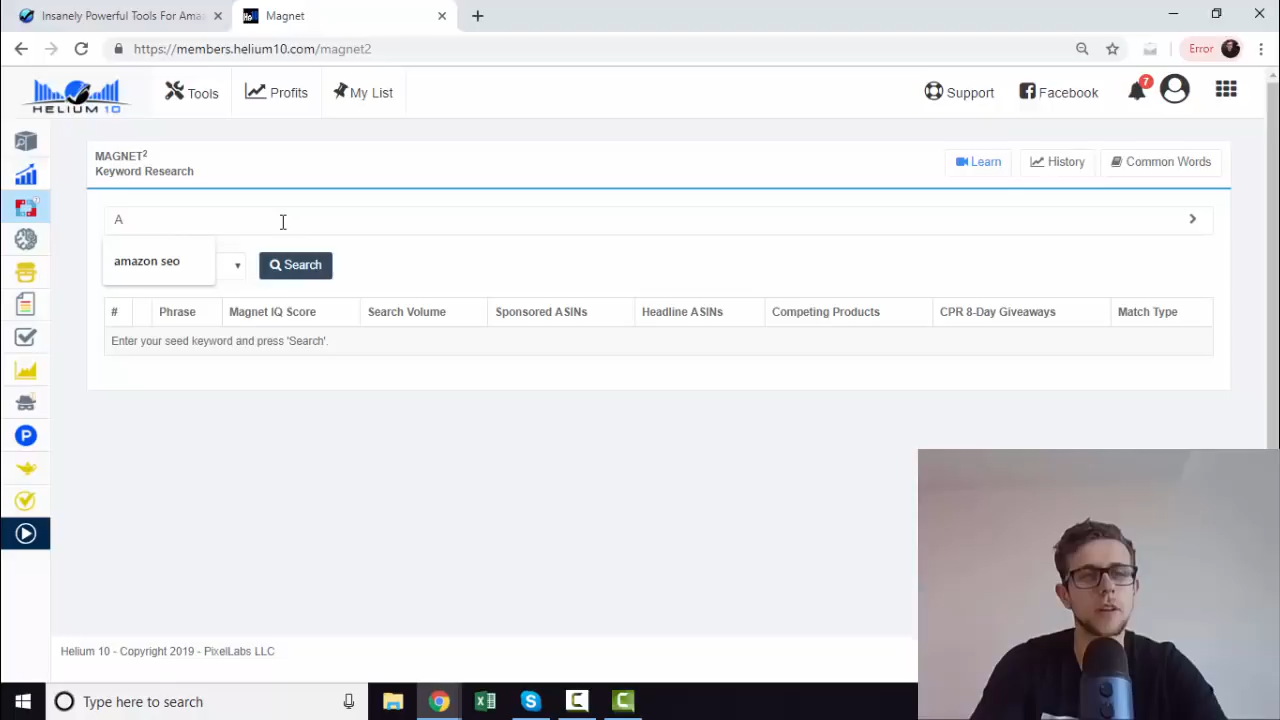 Insanely Powerful Tools For Ama
Magnet
https://members.helium10.com/magnet2
Error
HELIUM 10
Tools
Profits
My List
Support
Facebook
7
MAGNET²
Keyword Research
Learn
History
Common Words
A
amazon seo
Search
# Phrase Magnet IQ Score Search Volume Sponsored ASINs Headline ASINs Competing Products CPR 8-Day Giveaways Match Type
Enter your seed keyword and press 'Search'.
Helium 10 - Copyright 2019 - PixelLabs LLC
Type here to search